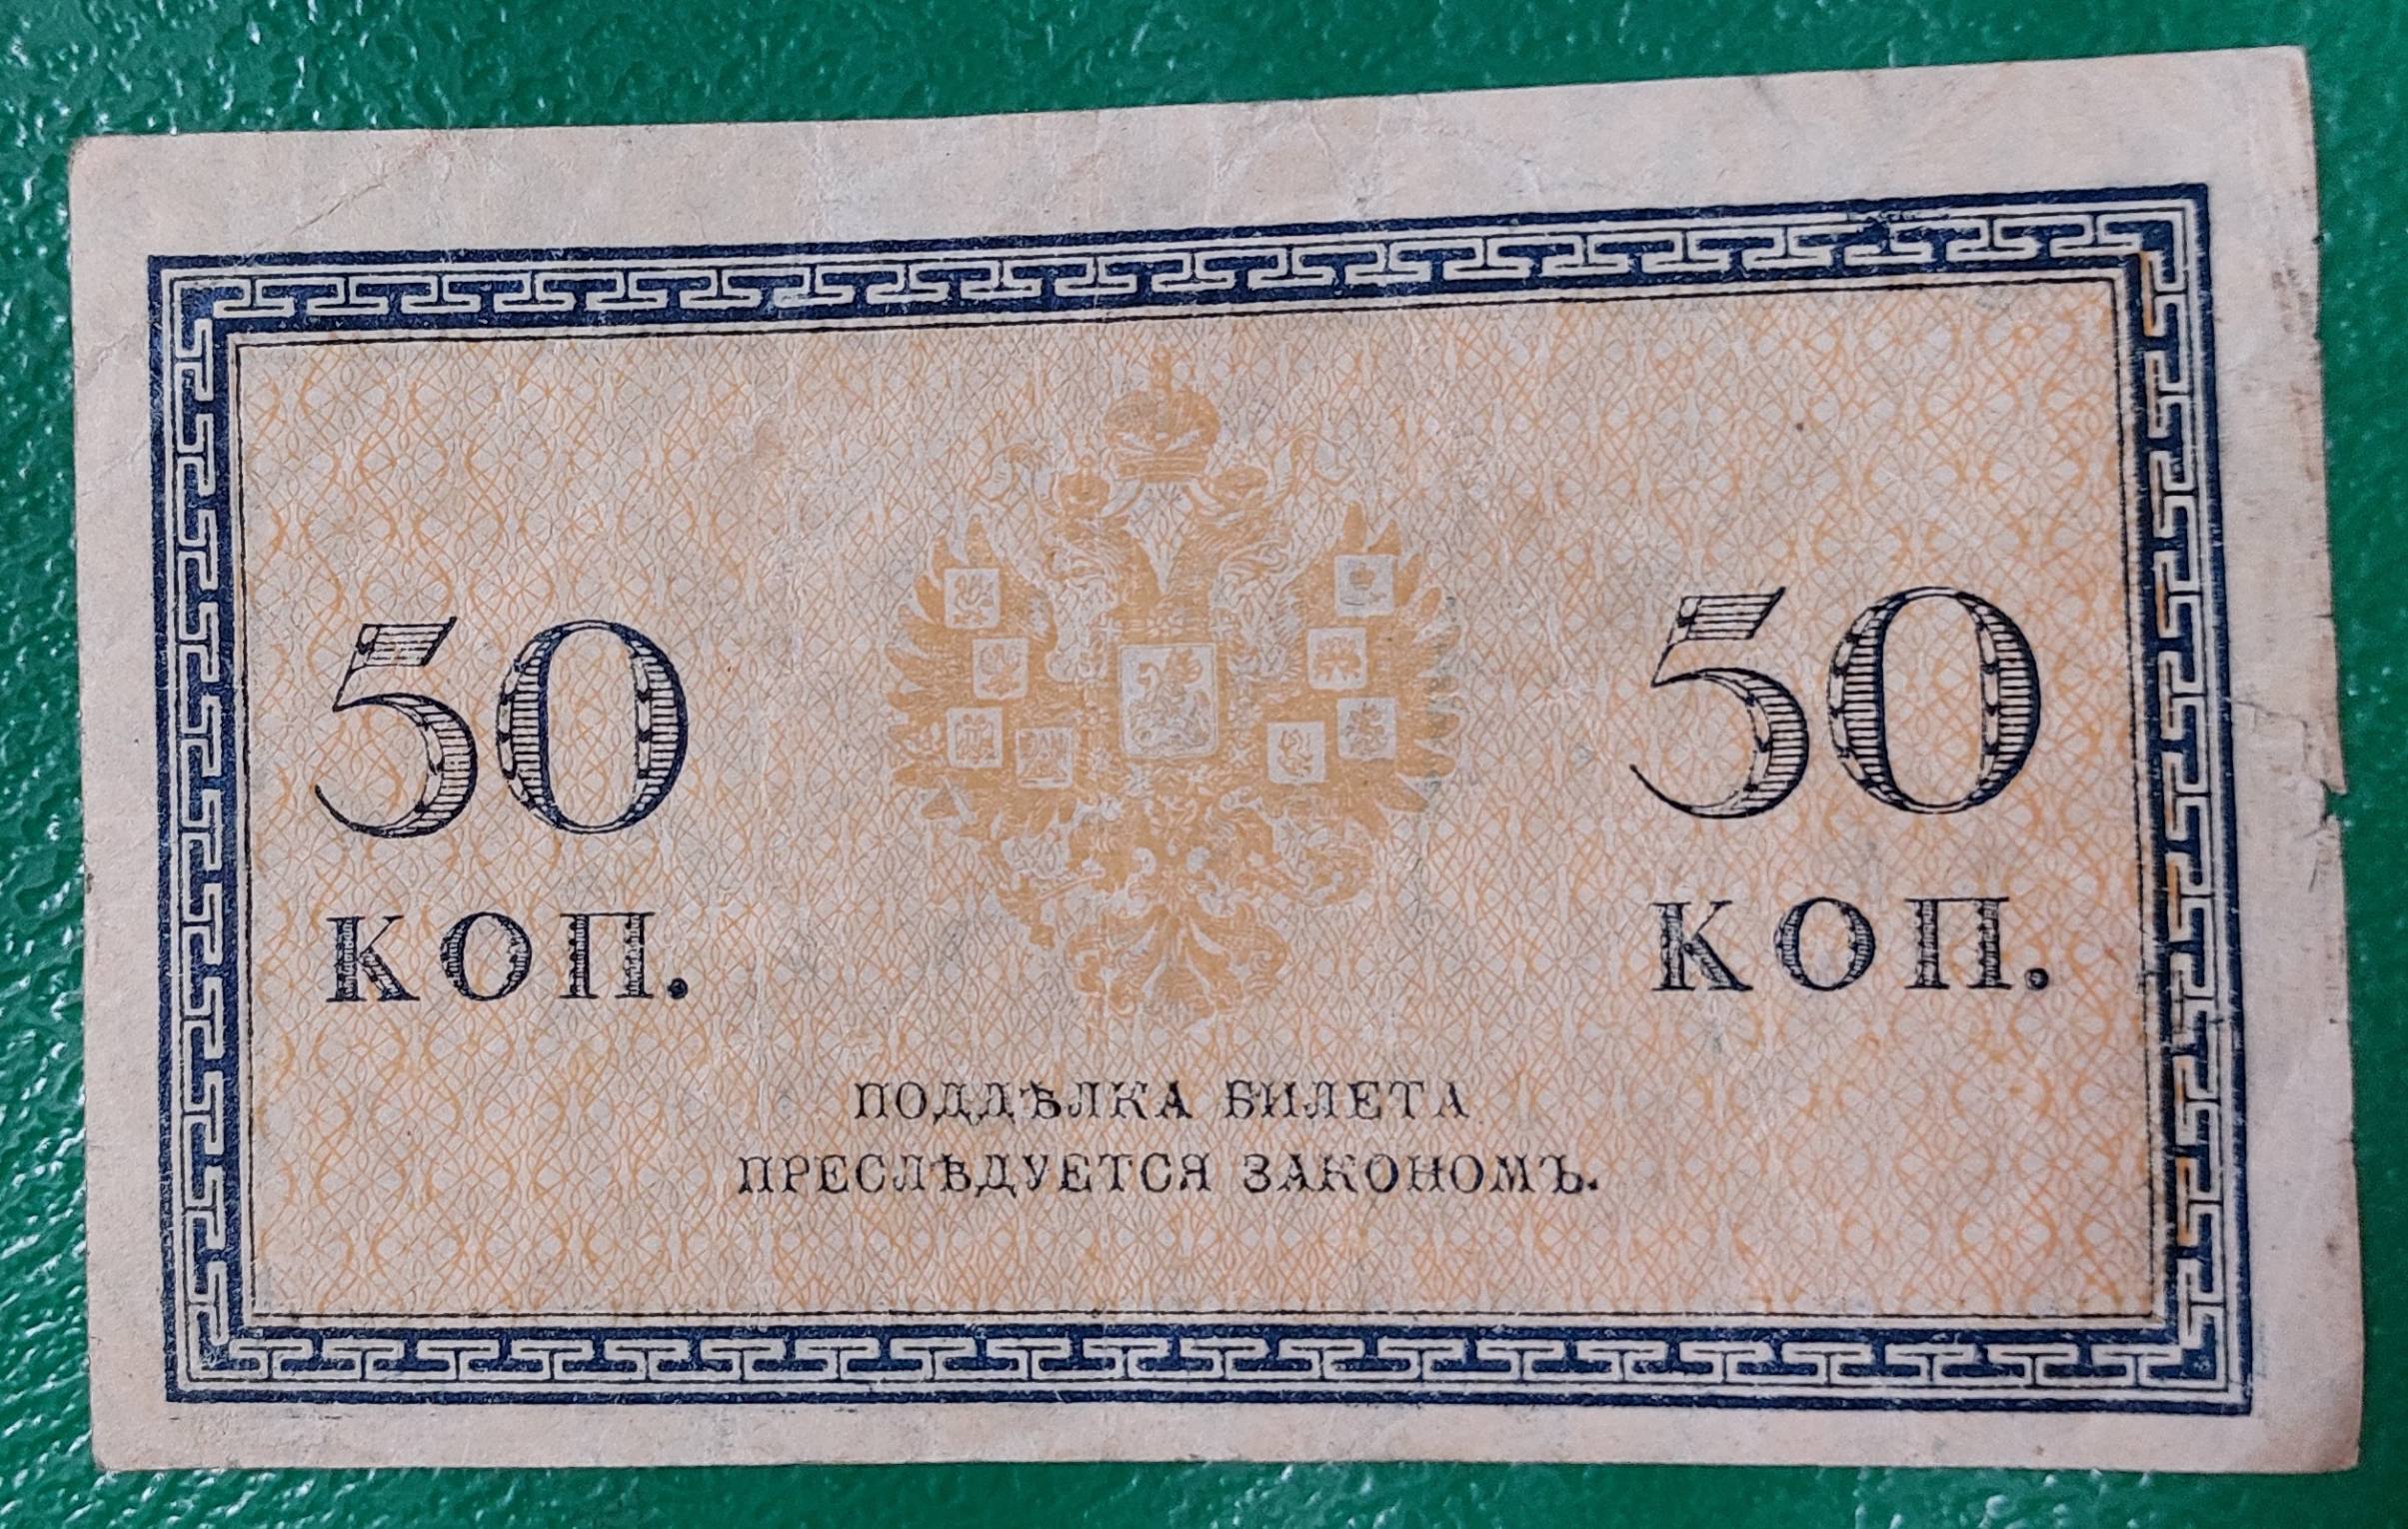 50 50
КОП. КОП.
ПОДДѢЛКА БИЛЕТА
ПРЕСЛѢДУЕТСЯ ЗАКОНОМЪ.